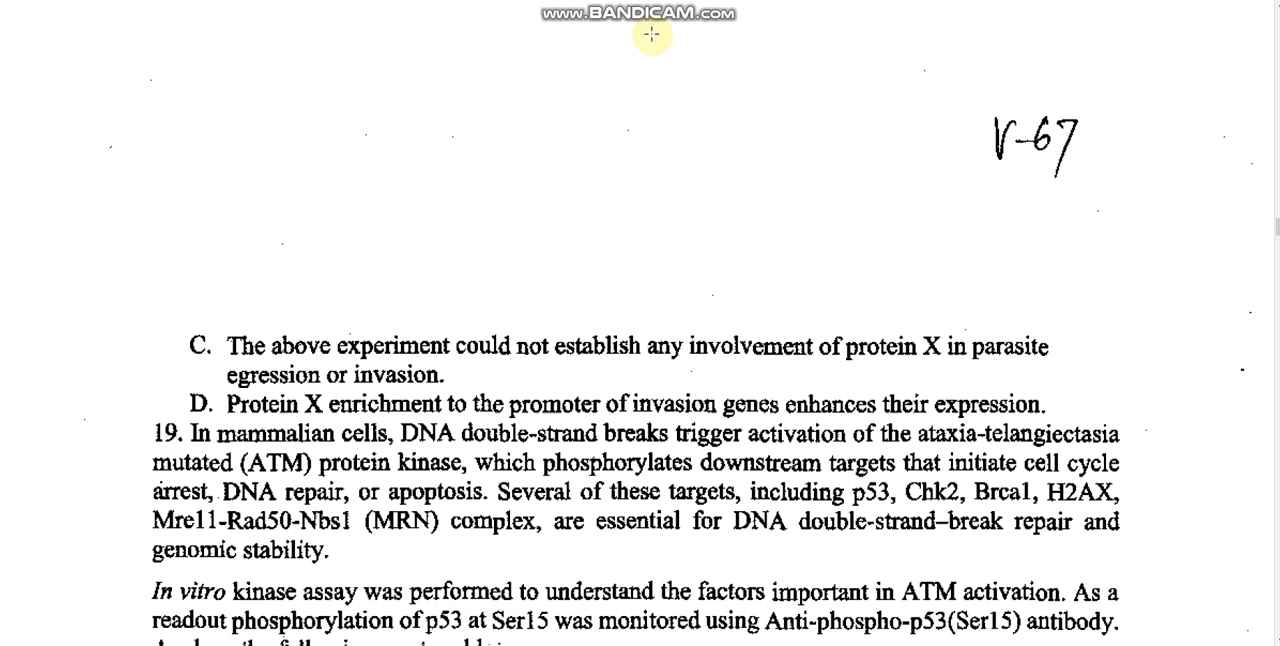 www.BANDICAM.com
V-67
C. The above experiment could not establish any involvement of protein X in parasite
egression or invasion.
D. Protein X enrichment to the promoter of invasion genes enhances their expression.
19. In mammalian cells, DNA double-strand breaks trigger activation of the ataxia-telangiectasia
mutated (ATM) protein kinase, which phosphorylates downstream targets that initiate cell cycle
arrest, DNA repair, or apoptosis. Several of these targets, including p53, Chk2, Brca1, H2AX,
Mre11-Rad50-Nbs1 (MRN) complex, are essential for DNA double-strand–break repair and
genomic stability.
In vitro kinase assay was performed to understand the factors important in ATM activation. As a
readout phosphorylation of p53 at Ser15 was monitored using Anti-phospho-p53(Ser15) antibody.